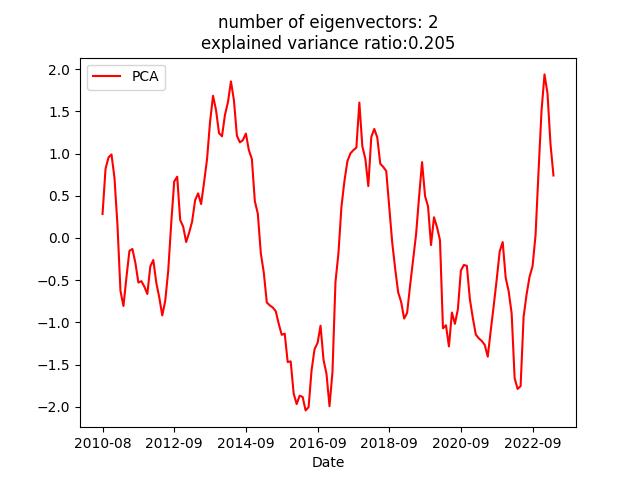 number of eigenvectors: 2
explained variance ratio:0.205
PCA
2.0
1.5
1.0
0.5
0.0
−0.5
−1.0
−1.5
−2.0
2010-08 2012-09 2014-09 2016-09 2018-09 2020-09 2022-09
Date